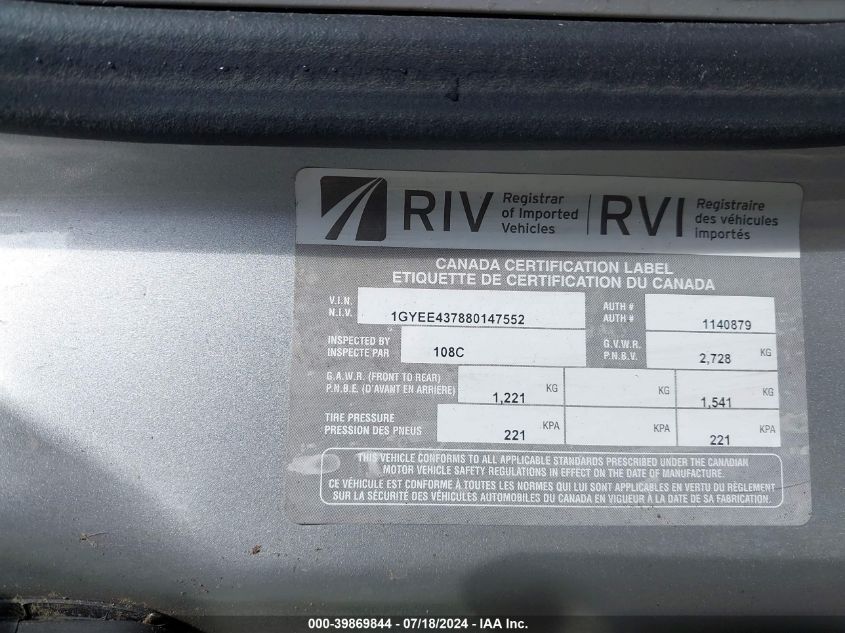 RIV Registrar of Imported Vehicles | RVI Registraire des véhicules importés
CANADA CERTIFICATION LABEL
ETIQUETTE DE CERTIFICATION DU CANADA
V.I.N.
N.I.V.
1GYEE437880147552
AUTH #
AUTH #
1140879
INSPECTED BY
INSPECTE PAR
108C
G.V.W.R.
P.N.B.V.
2,728 KG
G.A.W.R. (FRONT TO REAR)
P.N.B.E. (D'AVANT EN ARRIERE)
1,221 KG
KG
1,541 KG
TIRE PRESSURE
PRESSION DES PNEUS
221 KPA
KPA
221 KPA
THIS VEHICLE CONFORMS TO ALL APPLICABLE STANDARDS PRESCRIBED UNDER THE CANADIAN
MOTOR VEHICLE SAFETY REGULATIONS IN EFFECT ON THE DATE OF MANUFACTURE.
CE VÉHICULE EST CONFORME À TOUTES LES NORMES QUI LUI SONT APPLICABLES EN VERTU DU RÈGLEMENT
SUR LA SÉCURITÉ DES VÉHICULES AUTOMOBILES DU CANADA EN VIGUEUR À LA DATE DE SA FABRICATION.
000-39869844 - 07/18/2024 - IAA Inc.